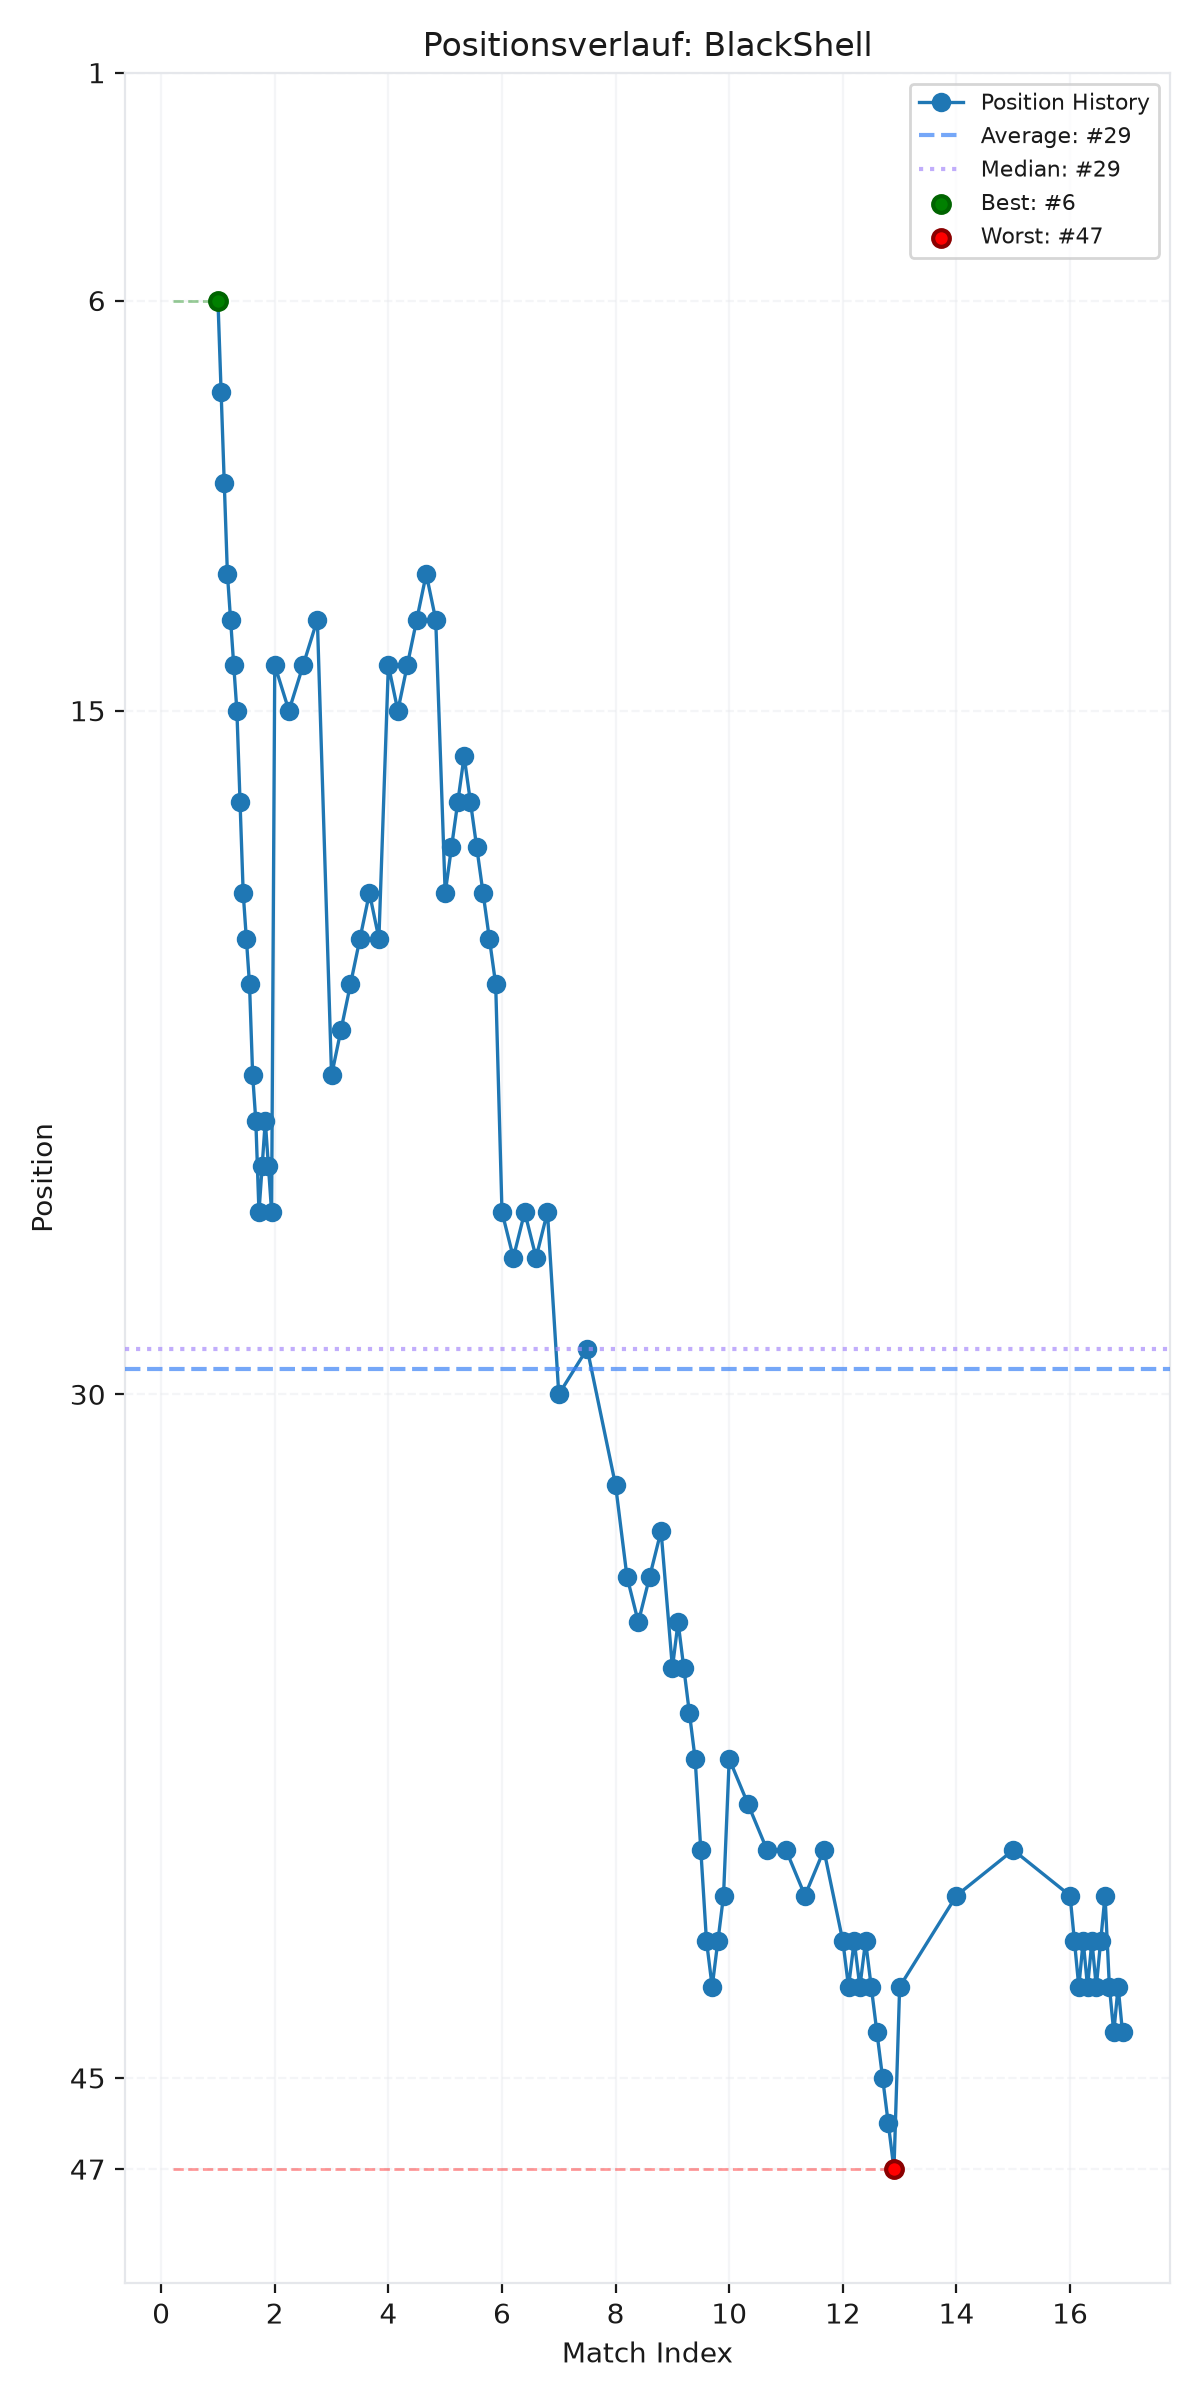 Positionsverlauf: BlackShell
Position History
Average: #29
Median: #29
Best: #6
Worst: #47
1
6
15
30
45
47
Position
0 2 4 6 8 10 12 14 16
Match Index